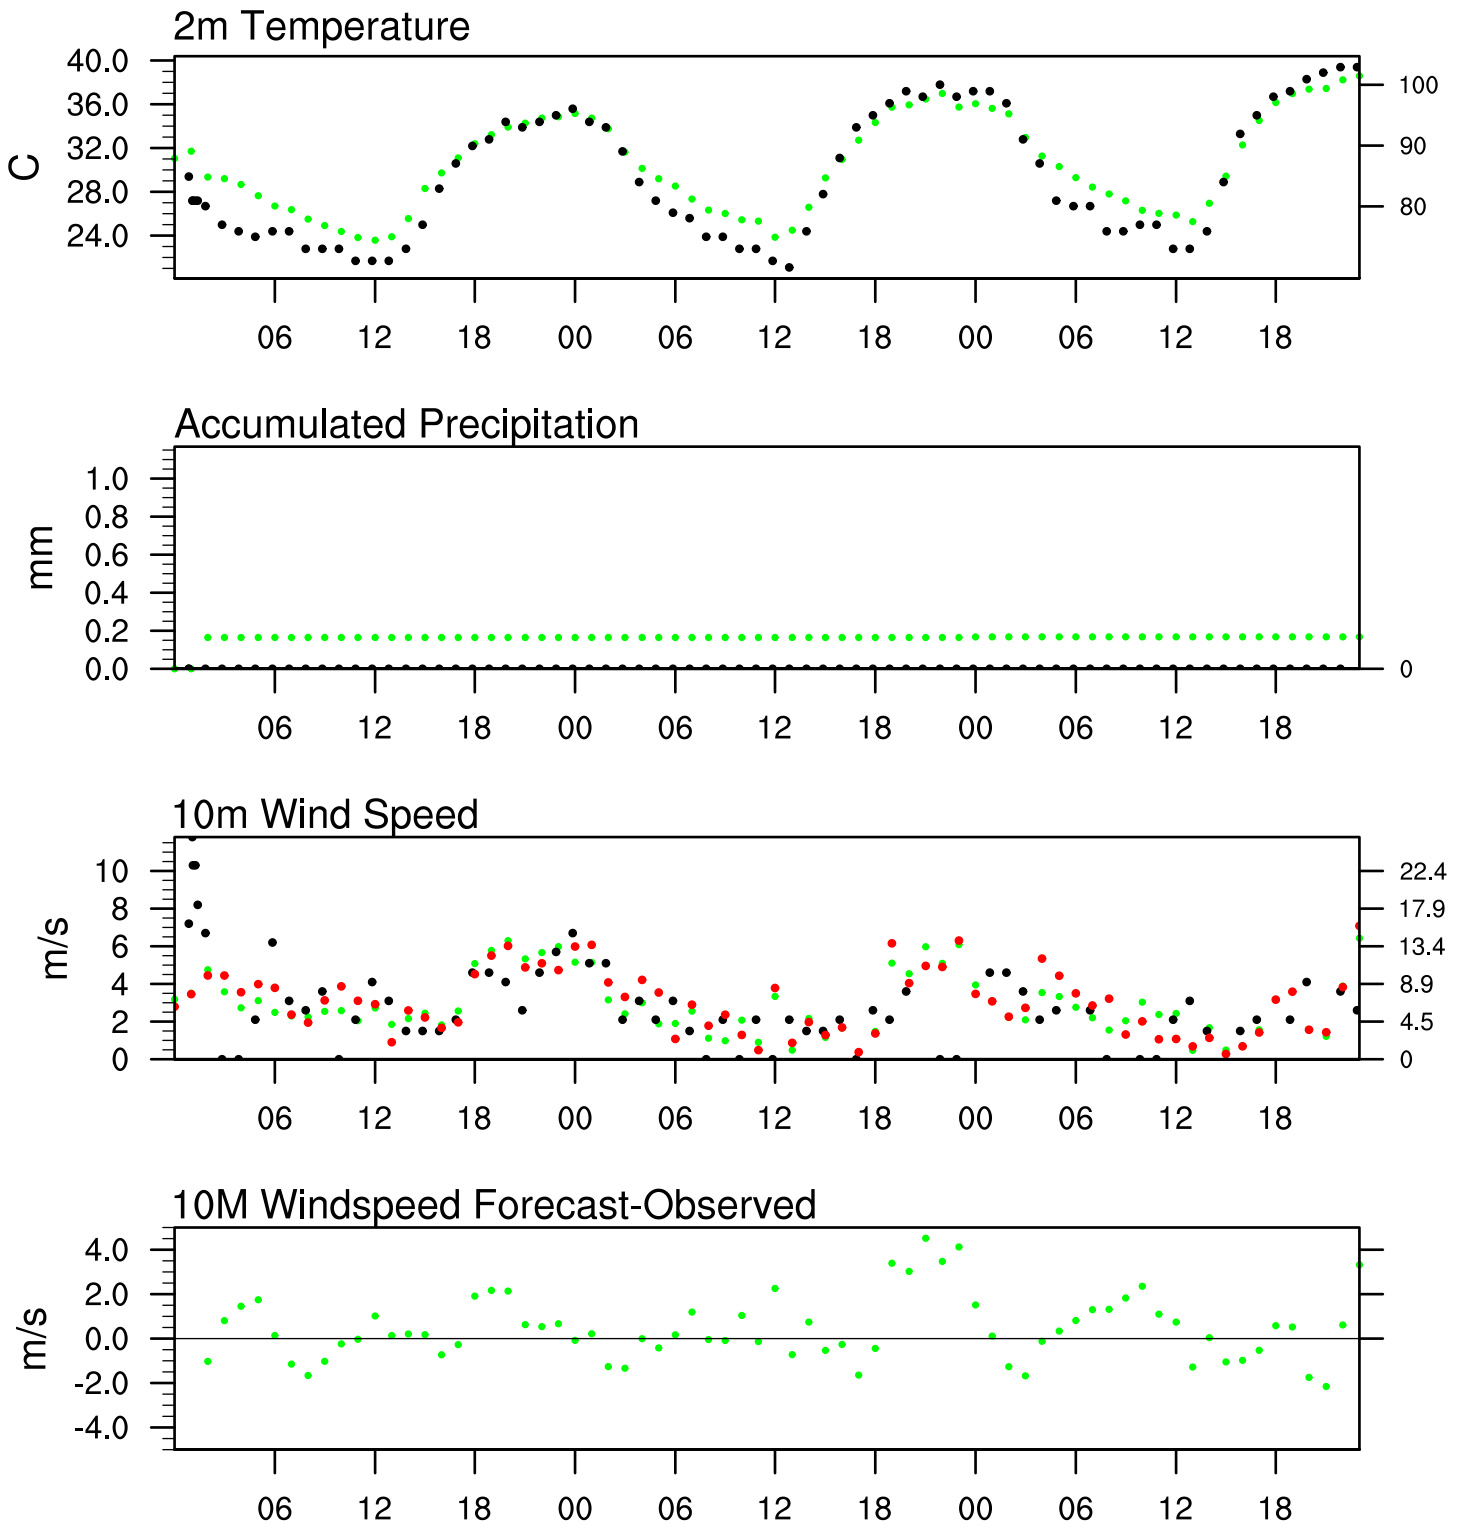 2m Temperature
40.0
36.0
32.0
28.0
24.0
C
100
90
80
06 12 18 00 06 12 18 00 06 12 18
Accumulated Precipitation
1.0
0.8
0.6
0.4
0.2
0.0
mm
0
06 12 18 00 06 12 18 00 06 12 18
10m Wind Speed
10
8
6
4
2
0
m/s
22.4
17.9
13.4
8.9
4.5
0
06 12 18 00 06 12 18 00 06 12 18
10M Windspeed Forecast-Observed
4.0
2.0
0.0
-2.0
-4.0
m/s
06 12 18 00 06 12 18 00 06 12 18